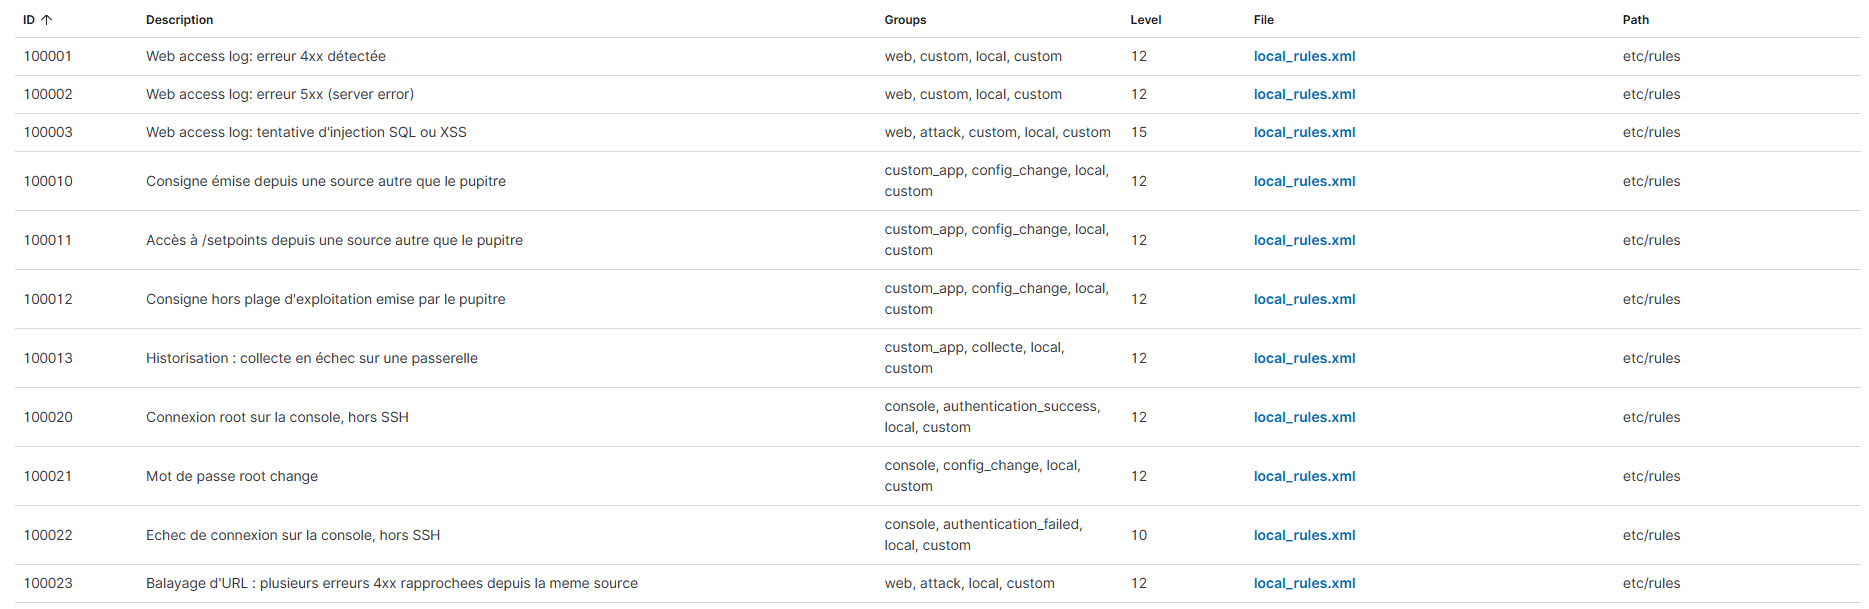 ID ↑ Description Groups Level File Path
100001 Web access log: erreur 4xx détectée web, custom, local, custom 12 local_rules.xml etc/rules
100002 Web access log: erreur 5xx (server error) web, custom, local, custom 12 local_rules.xml etc/rules
100003 Web access log: tentative d'injection SQL ou XSS web, attack, custom, local, custom 15 local_rules.xml etc/rules
100010 Consigne émise depuis une source autre que le pupitre custom_app, config_change, local, custom 12 local_rules.xml etc/rules
100011 Accès à /setpoints depuis une source autre que le pupitre custom_app, config_change, local, custom 12 local_rules.xml etc/rules
100012 Consigne hors plage d'exploitation emise par le pupitre custom_app, config_change, local, custom 12 local_rules.xml etc/rules
100013 Historisation : collecte en échec sur une passerelle custom_app, collecte, local, custom 12 local_rules.xml etc/rules
100020 Connexion root sur la console, hors SSH console, authentication_success, local, custom 12 local_rules.xml etc/rules
100021 Mot de passe root change console, config_change, local, custom 12 local_rules.xml etc/rules
100022 Echec de connexion sur la console, hors SSH console, authentication_failed, local, custom 10 local_rules.xml etc/rules
100023 Balayage d'URL : plusieurs erreurs 4xx rapprochees depuis la meme source web, attack, local, custom 12 local_rules.xml etc/rules